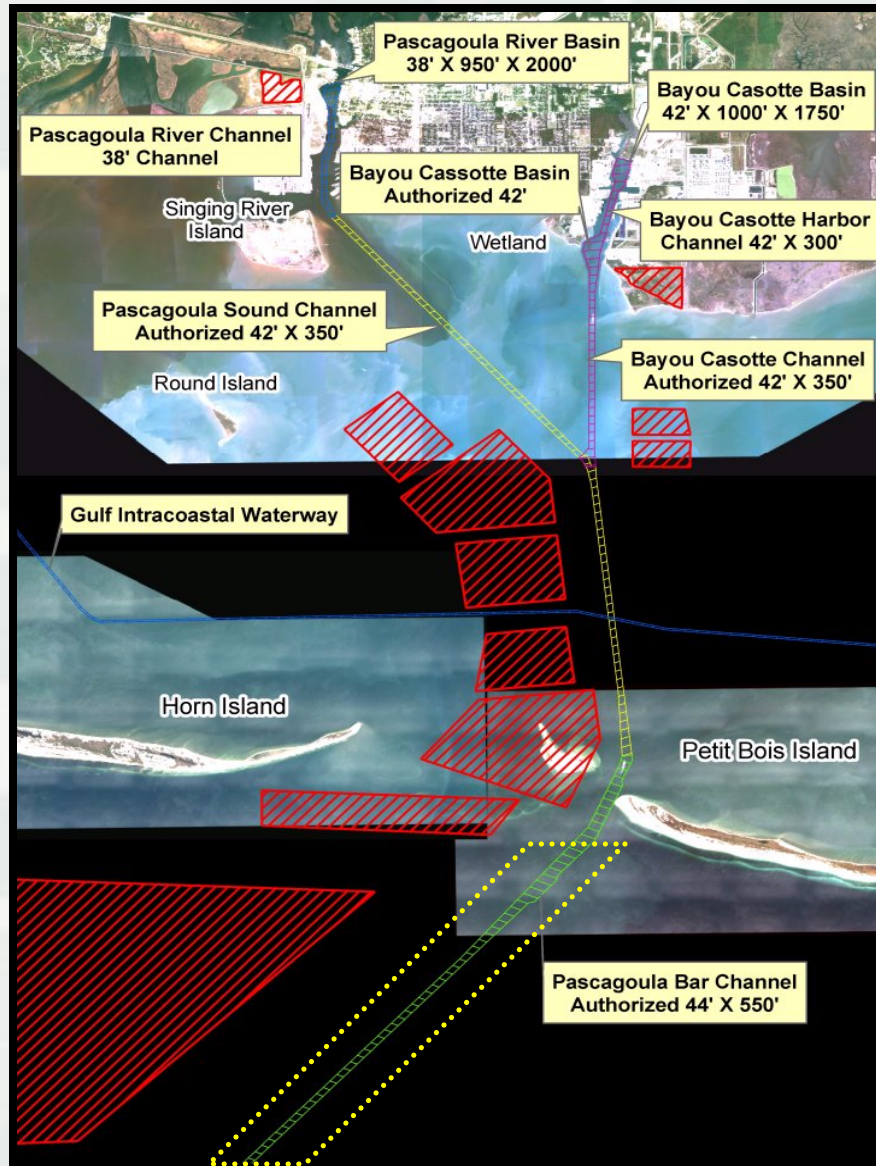 Pascagoula River Basin
38' X 950' X 2000'
Bayou Casotte Basin
42' X 1000' X 1750'
Pascagoula River Channel
38' Channel
Bayou Cassotte Basin
Authorized 42'
Singing River
Island
Wetland
Bayou Casotte Harbor
Channel 42' X 300'
Pascagoula Sound Channel
Authorized 42' X 350'
Bayou Casotte Channel
Authorized 42' X 350'
Round Island
Gulf Intracoastal Waterway
Horn Island
Petit Bois Island
Pascagoula Bar Channel
Authorized 44' X 550'